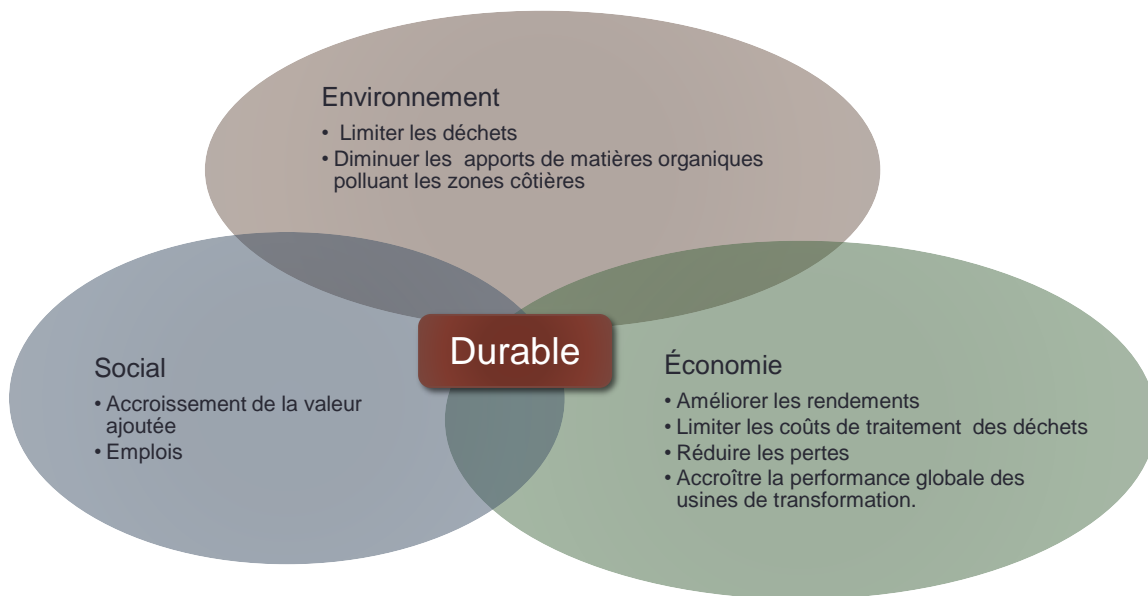 Environnement
• Limiter les déchets
• Diminuer les apports de matières organiques
polluant les zones côtières
Durable
Social
• Accroissement de la valeur
ajoutée
• Emplois
Économie
• Améliorer les rendements
• Limiter les coûts de traitement des déchets
• Réduire les pertes
• Accroître la performance globale des
usines de transformation.